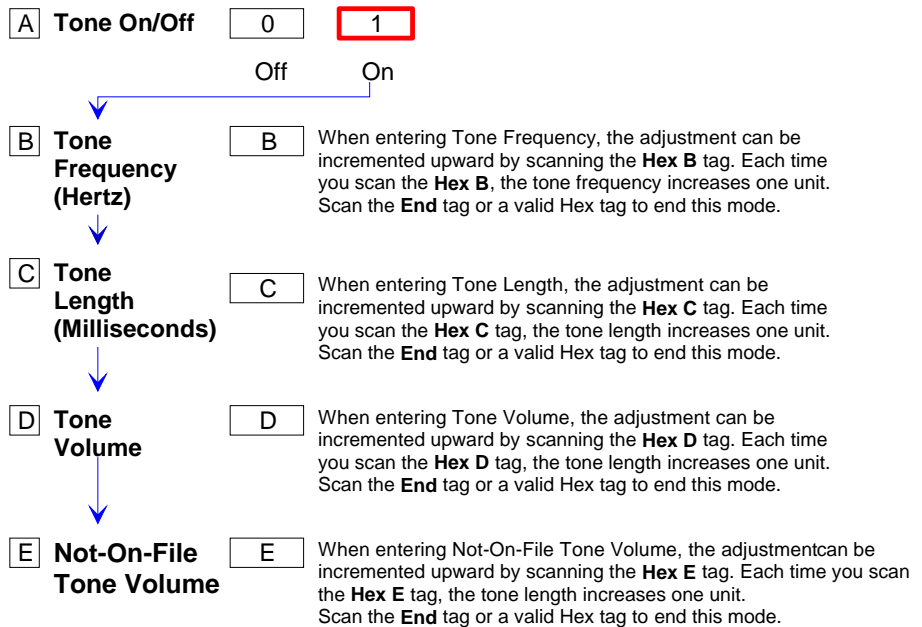 A Tone On/Off 0 1
Off On
B Tone Frequency (Hertz) B
When entering Tone Frequency, the adjustment can be
incremented upward by scanning the Hex B tag. Each time
you scan the Hex B, the tone frequency increases one unit.
Scan the End tag or a valid Hex tag to end this mode.
C Tone Length (Milliseconds) C
When entering Tone Length, the adjustment can be
incremented upward by scanning the Hex C tag. Each time
you scan the Hex C tag, the tone length increases one unit.
Scan the End tag or a valid Hex tag to end this mode.
D Tone Volume D
When entering Tone Volume, the adjustment can be
incremented upward by scanning the Hex D tag. Each time
you scan the Hex D tag, the tone length increases one unit.
Scan the End tag or a valid Hex tag to end this mode.
E Not-On-File Tone Volume E
When entering Not-On-File Tone Volume, the adjustmentcan be
incremented upward by scanning the Hex E tag. Each time you scan
the Hex E tag, the tone length increases one unit.
Scan the End tag or a valid Hex tag to end this mode.